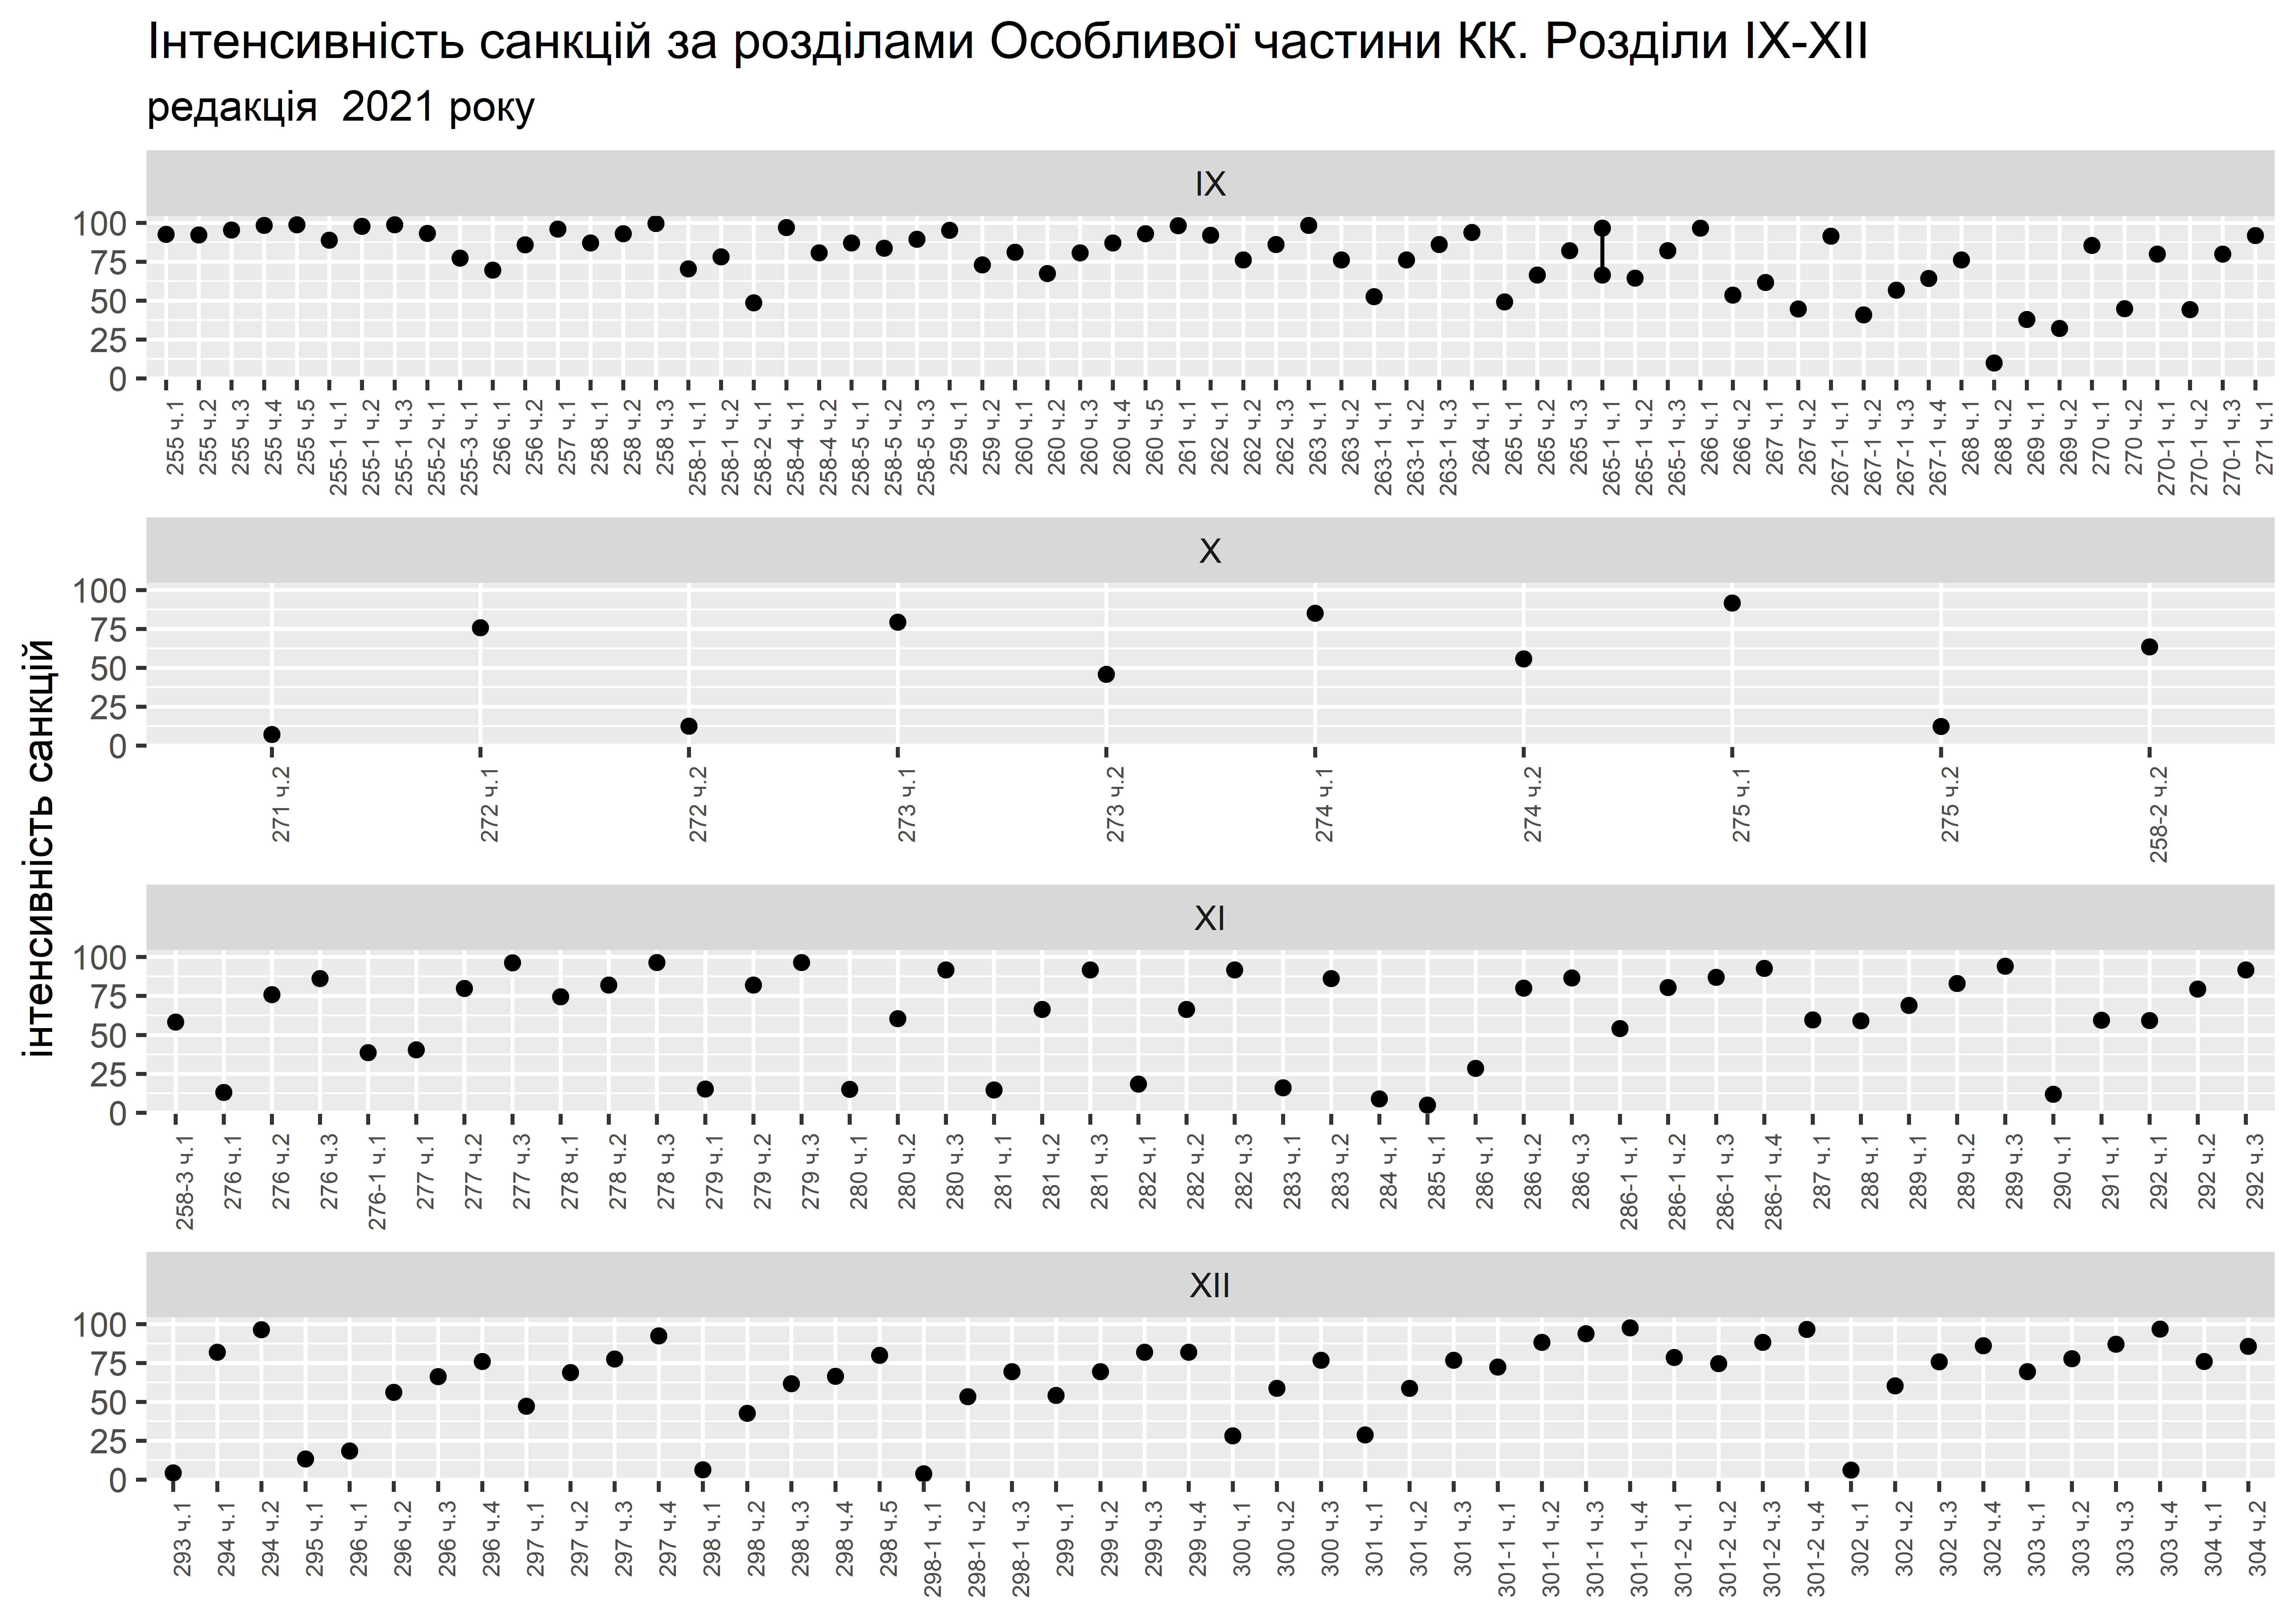 Інтенсивність санкцій за розділами Особливої частини КК. Розділи IX-XII
редакція  2021 року
інтенсивність санкцій
IX
100
75
50
25
0
255 ч.1
255 ч.2
255 ч.3
255 ч.4
255 ч.5
255-1 ч.1
255-1 ч.2
255-1 ч.3
255-2 ч.1
255-3 ч.1
256 ч.1
256 ч.2
257 ч.1
258 ч.1
258 ч.2
258 ч.3
258-1 ч.1
258-1 ч.2
258-2 ч.1
258-4 ч.1
258-4 ч.2
258-5 ч.1
258-5 ч.2
258-5 ч.3
259 ч.1
259 ч.2
260 ч.1
260 ч.2
260 ч.3
260 ч.4
260 ч.5
261 ч.1
262 ч.1
262 ч.2
262 ч.3
263 ч.1
263 ч.2
263-1 ч.1
263-1 ч.2
263-1 ч.3
264 ч.1
265 ч.1
265 ч.2
265 ч.3
265-1 ч.1
265-1 ч.2
265-1 ч.3
266 ч.1
266 ч.2
267 ч.1
267 ч.2
267-1 ч.1
267-1 ч.2
267-1 ч.3
267-1 ч.4
268 ч.1
268 ч.2
269 ч.1
269 ч.2
270 ч.1
270 ч.2
270-1 ч.1
270-1 ч.2
270-1 ч.3
271 ч.1
X
100
75
50
25
0
271 ч.2
272 ч.1
272 ч.2
273 ч.1
273 ч.2
274 ч.1
274 ч.2
275 ч.1
275 ч.2
258-2 ч.2
XI
100
75
50
25
0
258-3 ч.1
276 ч.1
276 ч.2
276 ч.3
276-1 ч.1
277 ч.1
277 ч.2
277 ч.3
278 ч.1
278 ч.2
278 ч.3
279 ч.1
279 ч.2
279 ч.3
280 ч.1
280 ч.2
280 ч.3
281 ч.1
281 ч.2
281 ч.3
282 ч.1
282 ч.2
282 ч.3
283 ч.1
283 ч.2
284 ч.1
285 ч.1
286 ч.1
286 ч.2
286 ч.3
286-1 ч.1
286-1 ч.2
286-1 ч.3
286-1 ч.4
287 ч.1
288 ч.1
289 ч.1
289 ч.2
289 ч.3
290 ч.1
291 ч.1
292 ч.1
292 ч.2
292 ч.3
XII
100
75
50
25
0
293 ч.1
294 ч.1
294 ч.2
295 ч.1
296 ч.1
296 ч.2
296 ч.3
296 ч.4
297 ч.1
297 ч.2
297 ч.3
297 ч.4
298 ч.1
298 ч.2
298 ч.3
298 ч.4
298 ч.5
298-1 ч.1
298-1 ч.2
298-1 ч.3
299 ч.1
299 ч.2
299 ч.3
299 ч.4
300 ч.1
300 ч.2
300 ч.3
301 ч.1
301 ч.2
301 ч.3
301-1 ч.1
301-1 ч.2
301-1 ч.3
301-1 ч.4
301-2 ч.1
301-2 ч.2
301-2 ч.3
301-2 ч.4
302 ч.1
302 ч.2
302 ч.3
302 ч.4
303 ч.1
303 ч.2
303 ч.3
303 ч.4
304 ч.1
304 ч.2